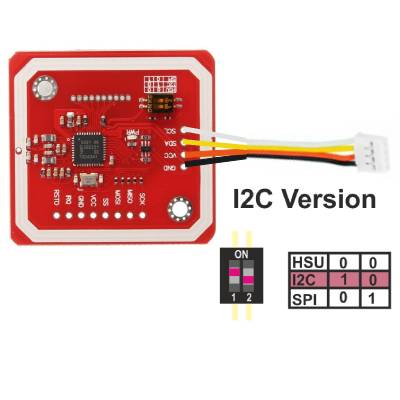 SCL
SDA
VCC
GND
PWR
SCK
MISO
MOSI
SS
VCC
GND
IRQ
RSTO
I2C Version
ON
1 2
HSU 0 0
I2C 1 0
SPI 0 1